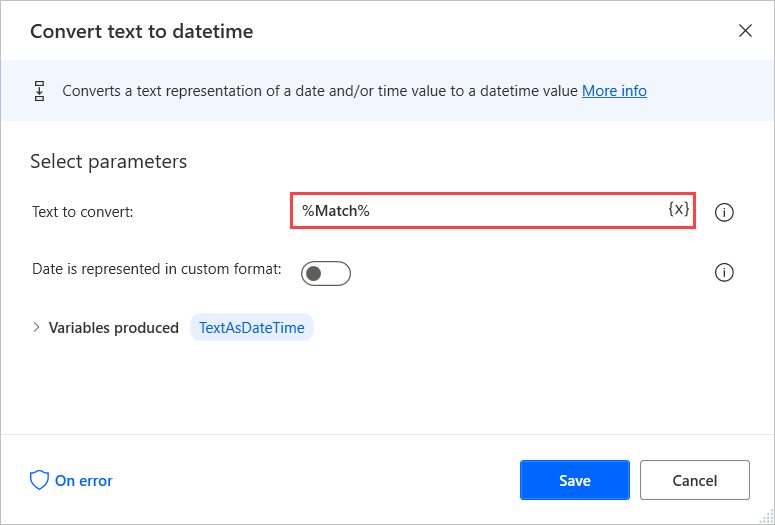 Convert text to datetime
Converts a text representation of a date and/or time value to a datetime value More info
Select parameters
Text to convert: %Match% {x}
Date is represented in custom format:
Variables produced TextAsDateTime
On error Save Cancel